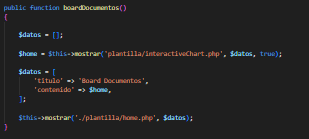 public function boardDocumentos()
{
$datos = [];
$home = $this->mostrar('plantilla/interactiveChart.php', $datos, true);
$datos = [
'titulo' => 'Board Documentos',
'contenido' => $home,
];
$this->mostrar('./plantilla/home.php', $datos);
}